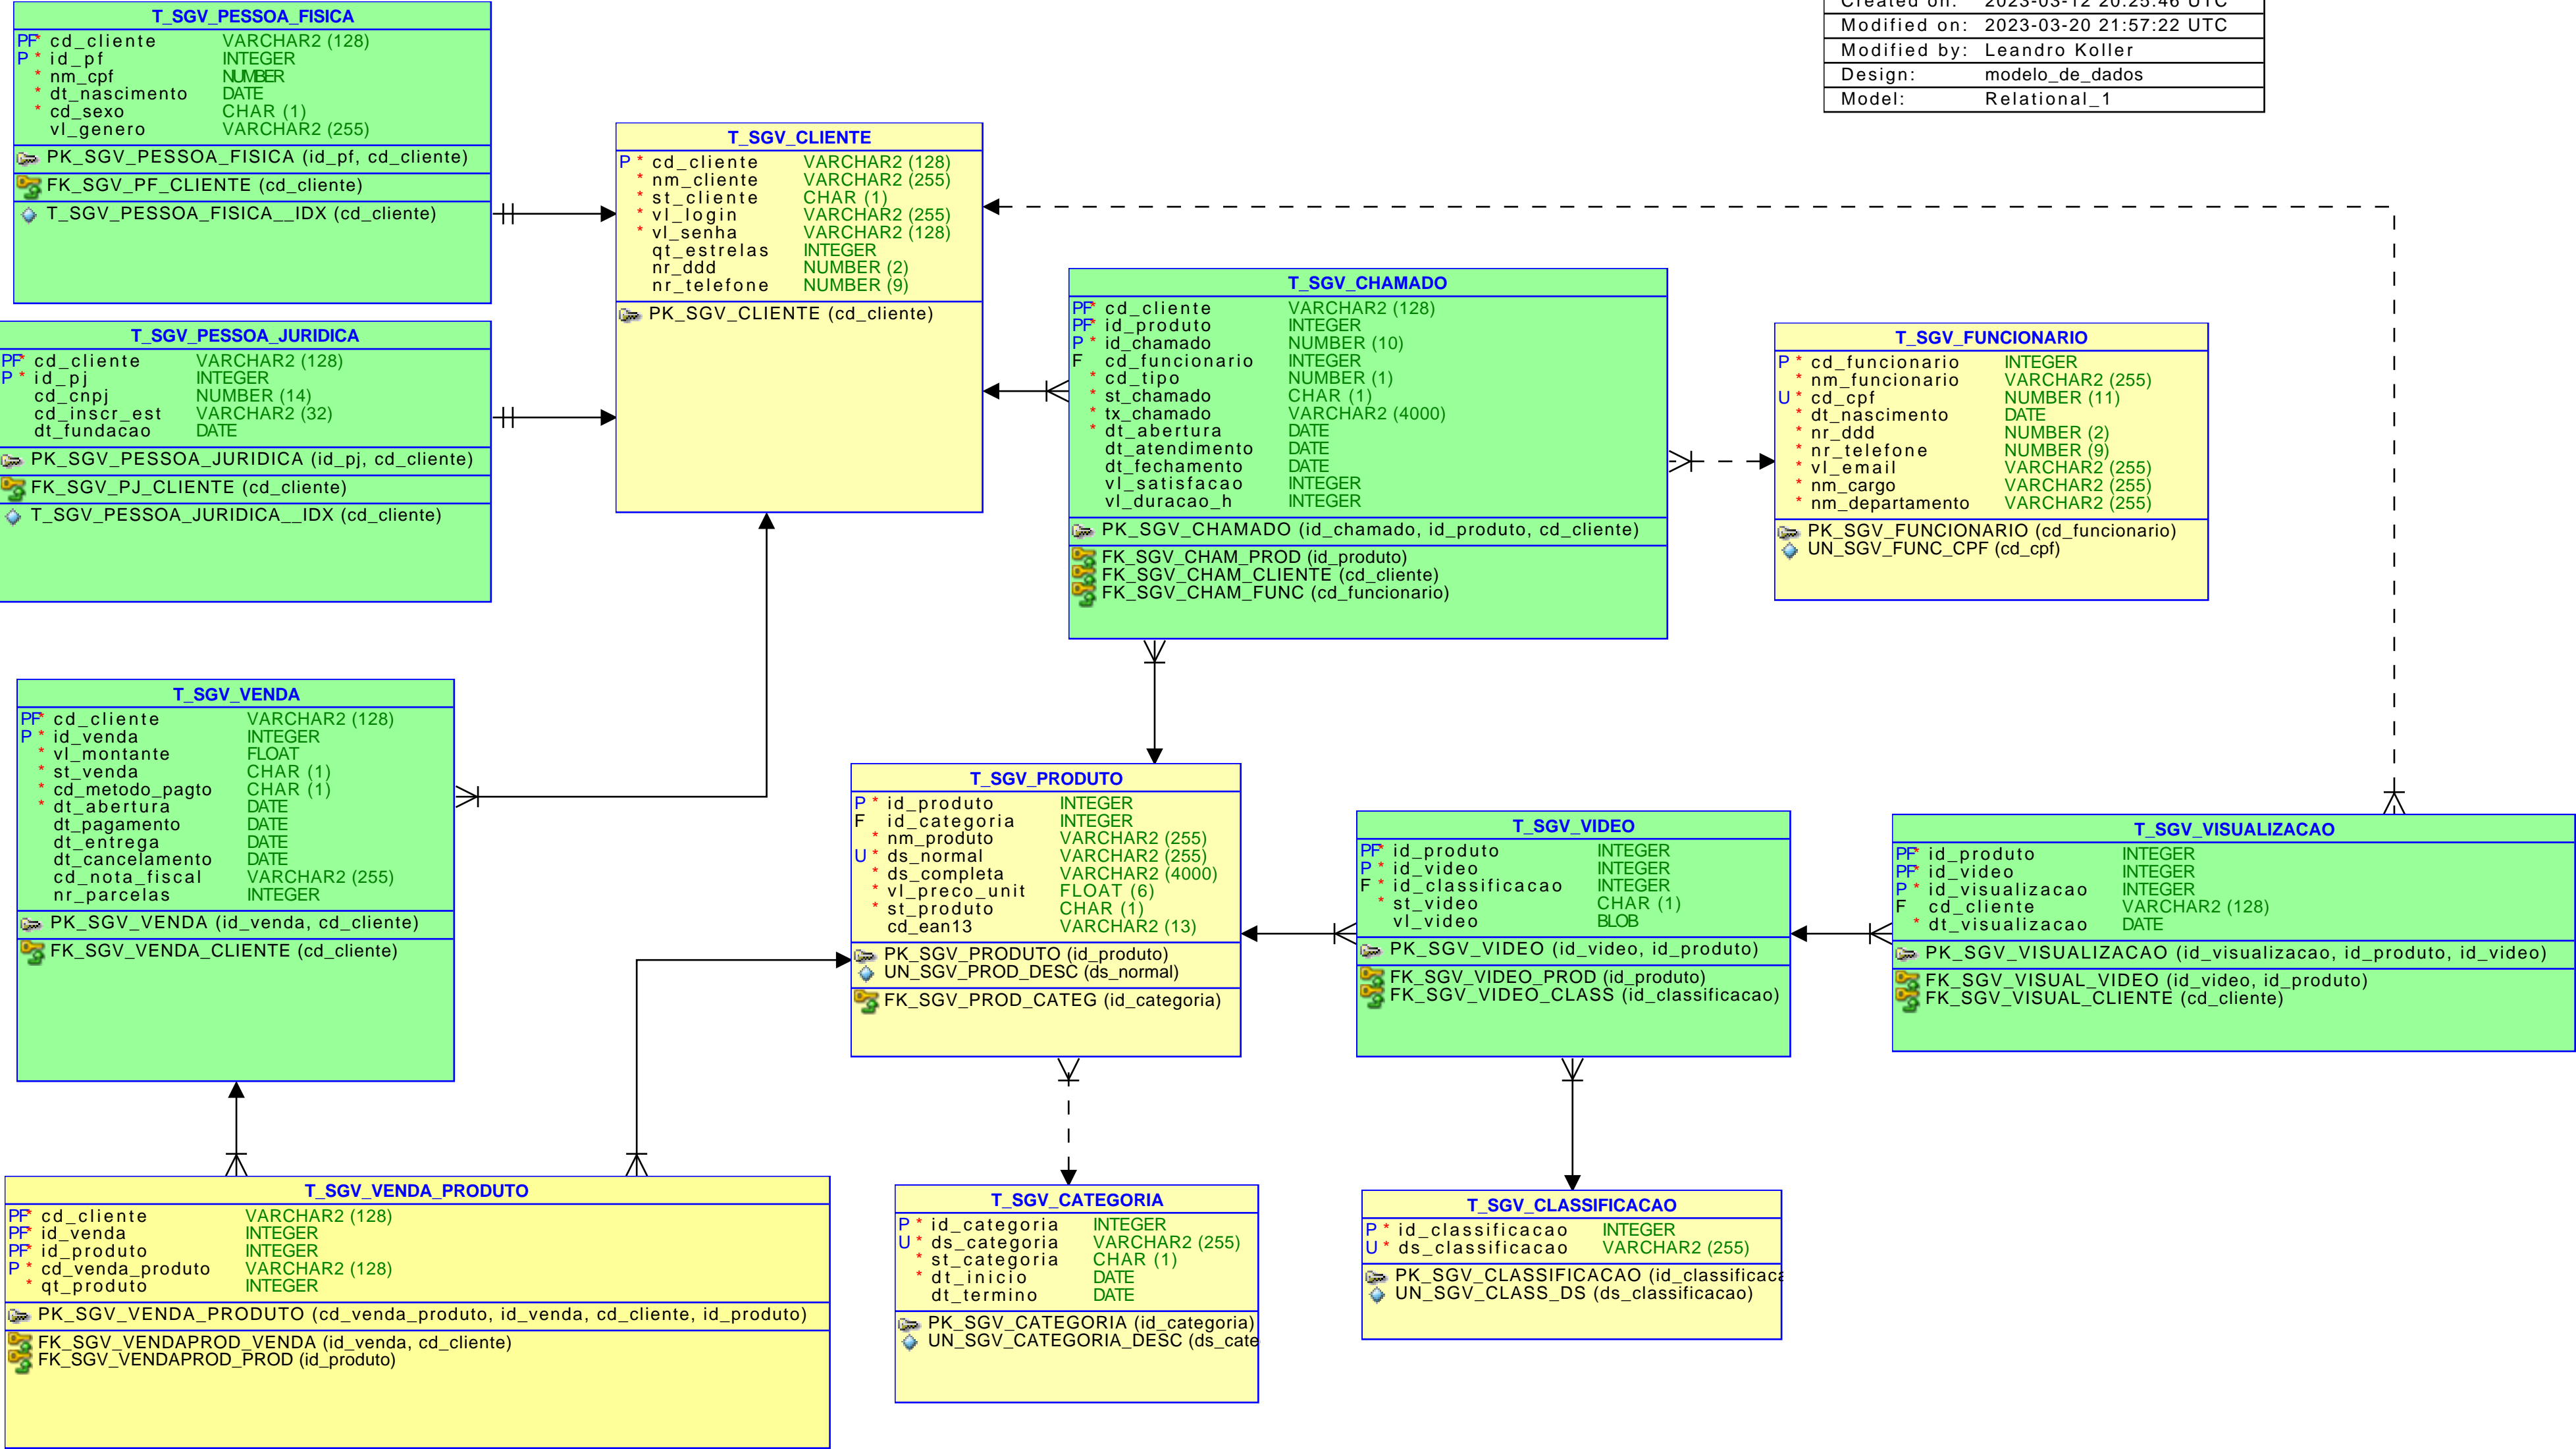 T_SGV_PESSOA_FISICA
PF* cd_cliente VARCHAR2 (128)
P * id_pf INTEGER
* nm_cpf NUMBER
* dt_nascimento DATE
* cd_sexo CHAR (1)
vl_genero VARCHAR2 (255)
PK_SGV_PESSOA_FISICA (id_pf, cd_cliente)
FK_SGV_PF_CLIENTE (cd_cliente)
T_SGV_PESSOA_FISICA__IDX (cd_cliente)
Created on: 2023-03-12 20:25:46 UTC
Modified on: 2023-03-20 21:57:22 UTC
Modified by: Leandro Koller
Design: modelo_de_dados
Model: Relational_1
T_SGV_CLIENTE
P * cd_cliente VARCHAR2 (128)
* nm_cliente VARCHAR2 (255)
* st_cliente CHAR (1)
* vl_login VARCHAR2 (255)
* vl_senha VARCHAR2 (128)
qt_estrelas INTEGER
nr_ddd NUMBER (2)
nr_telefone NUMBER (9)
PK_SGV_CLIENTE (cd_cliente)
T_SGV_PESSOA_JURIDICA
PF* cd_cliente VARCHAR2 (128)
P * id_pj INTEGER
cd_cnpj NUMBER (14)
cd_inscr_est VARCHAR2 (32)
dt_fundacao DATE
PK_SGV_PESSOA_JURIDICA (id_pj, cd_cliente)
FK_SGV_PJ_CLIENTE (cd_cliente)
T_SGV_PESSOA_JURIDICA__IDX (cd_cliente)
T_SGV_CHAMADO
PF* cd_cliente VARCHAR2 (128)
PF* id_produto INTEGER
P * id_chamado NUMBER (10)
F cd_funcionario INTEGER
* cd_tipo NUMBER (1)
* st_chamado CHAR (1)
* tx_chamado VARCHAR2 (4000)
* dt_abertura DATE
dt_atendimento DATE
dt_fechamento DATE
vl_satisfacao INTEGER
vl_duracao_h INTEGER
PK_SGV_CHAMADO (id_chamado, id_produto, cd_cliente)
FK_SGV_CHAM_PROD (id_produto)
FK_SGV_CHAM_CLIENTE (cd_cliente)
FK_SGV_CHAM_FUNC (cd_funcionario)
T_SGV_FUNCIONARIO
P * cd_funcionario INTEGER
* nm_funcionario VARCHAR2 (255)
U * cd_cpf NUMBER (11)
* dt_nascimento DATE
* nr_ddd NUMBER (2)
* nr_telefone NUMBER (9)
* vl_email VARCHAR2 (255)
* nm_cargo VARCHAR2 (255)
* nm_departamento VARCHAR2 (255)
PK_SGV_FUNCIONARIO (cd_funcionario)
UN_SGV_FUNC_CPF (cd_cpf)
T_SGV_VENDA
PF* cd_cliente VARCHAR2 (128)
P * id_venda INTEGER
* vl_montante FLOAT
* st_venda CHAR (1)
* cd_metodo_pagto CHAR (1)
* dt_abertura DATE
dt_pagamento DATE
dt_entrega DATE
dt_cancelamento DATE
cd_nota_fiscal VARCHAR2 (255)
nr_parcelas INTEGER
PK_SGV_VENDA (id_venda, cd_cliente)
FK_SGV_VENDA_CLIENTE (cd_cliente)
T_SGV_PRODUTO
P * id_produto INTEGER
F id_categoria INTEGER
* nm_produto VARCHAR2 (255)
U * ds_normal VARCHAR2 (255)
* ds_completa VARCHAR2 (4000)
* vl_preco_unit FLOAT (6)
* st_produto CHAR (1)
cd_ean13 VARCHAR2 (13)
PK_SGV_PRODUTO (id_produto)
UN_SGV_PROD_DESC (ds_normal)
FK_SGV_PROD_CATEG (id_categoria)
T_SGV_VIDEO
PF* id_produto INTEGER
P * id_video INTEGER
F * id_classificacao INTEGER
* st_video CHAR (1)
vl_video BLOB
PK_SGV_VIDEO (id_video, id_produto)
FK_SGV_VIDEO_PROD (id_produto)
FK_SGV_VIDEO_CLASS (id_classificacao)
T_SGV_VISUALIZACAO
PF* id_produto INTEGER
PF* id_video INTEGER
P * id_visualizacao INTEGER
F cd_cliente VARCHAR2 (128)
* dt_visualizacao DATE
PK_SGV_VISUALIZACAO (id_visualizacao, id_produto, id_video)
FK_SGV_VISUAL_VIDEO (id_video, id_produto)
FK_SGV_VISUAL_CLIENTE (cd_cliente)
T_SGV_VENDA_PRODUTO
PF* cd_cliente VARCHAR2 (128)
PF* id_venda INTEGER
PF* id_produto INTEGER
P * cd_venda_produto VARCHAR2 (128)
* qt_produto INTEGER
PK_SGV_VENDA_PRODUTO (cd_venda_produto, id_venda, cd_cliente, id_produto)
FK_SGV_VENDAPROD_VENDA (id_venda, cd_cliente)
FK_SGV_VENDAPROD_PROD (id_produto)
T_SGV_CATEGORIA
P * id_categoria INTEGER
U * ds_categoria VARCHAR2 (255)
* st_categoria CHAR (1)
* dt_inicio DATE
dt_termino DATE
PK_SGV_CATEGORIA (id_categoria)
UN_SGV_CATEGORIA_DESC (ds_cate
T_SGV_CLASSIFICACAO
P * id_classificacao INTEGER
U * ds_classificacao VARCHAR2 (255)
PK_SGV_CLASSIFICACAO (id_classifica
UN_SGV_CLASS_DS (ds_classificacao)